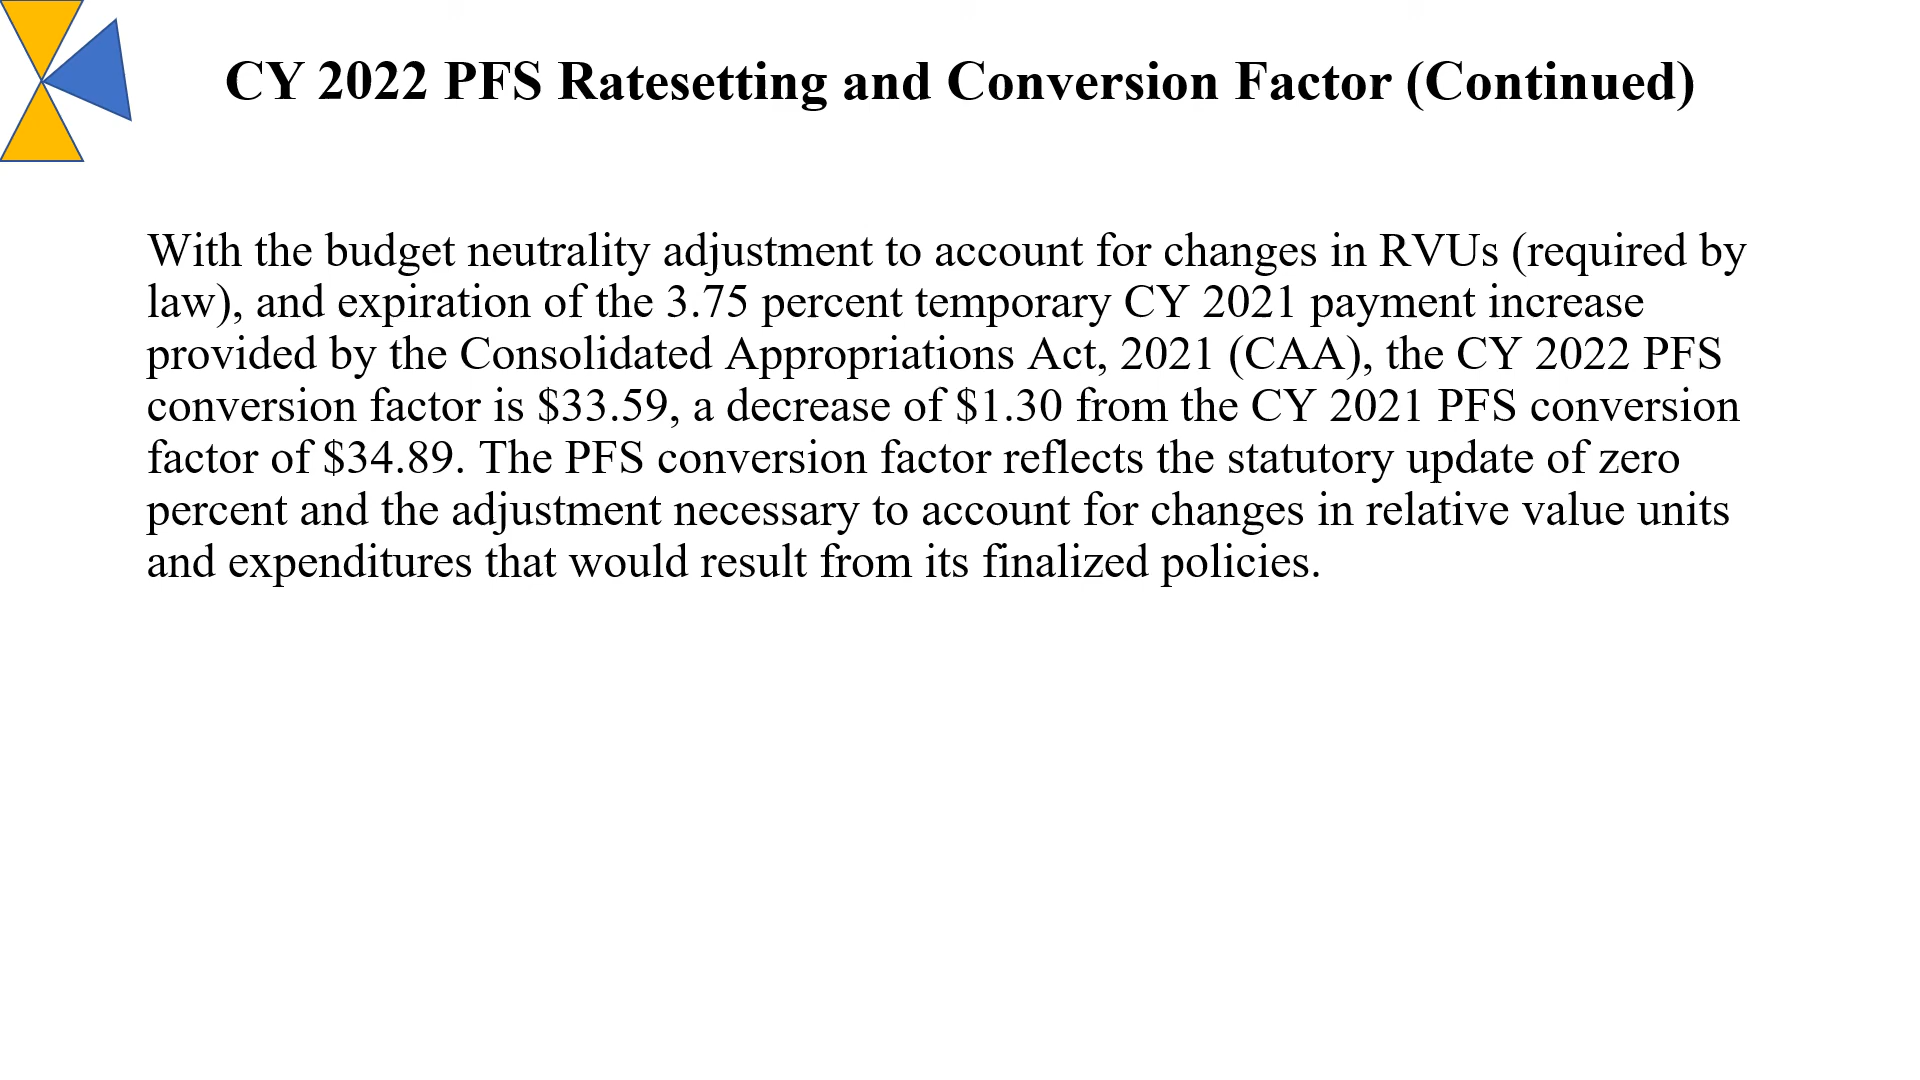 CY 2022 PFS Ratesetting and Conversion Factor (Continued)
With the budget neutrality adjustment to account for changes in RVUs (required by
law), and expiration of the 3.75 percent temporary CY 2021 payment increase
provided by the Consolidated Appropriations Act, 2021 (CAA), the CY 2022 PFS
conversion factor is $33.59, a decrease of $1.30 from the CY 2021 PFS conversion
factor of $34.89. The PFS conversion factor reflects the statutory update of zero
percent and the adjustment necessary to account for changes in relative value units
and expenditures that would result from its finalized policies.